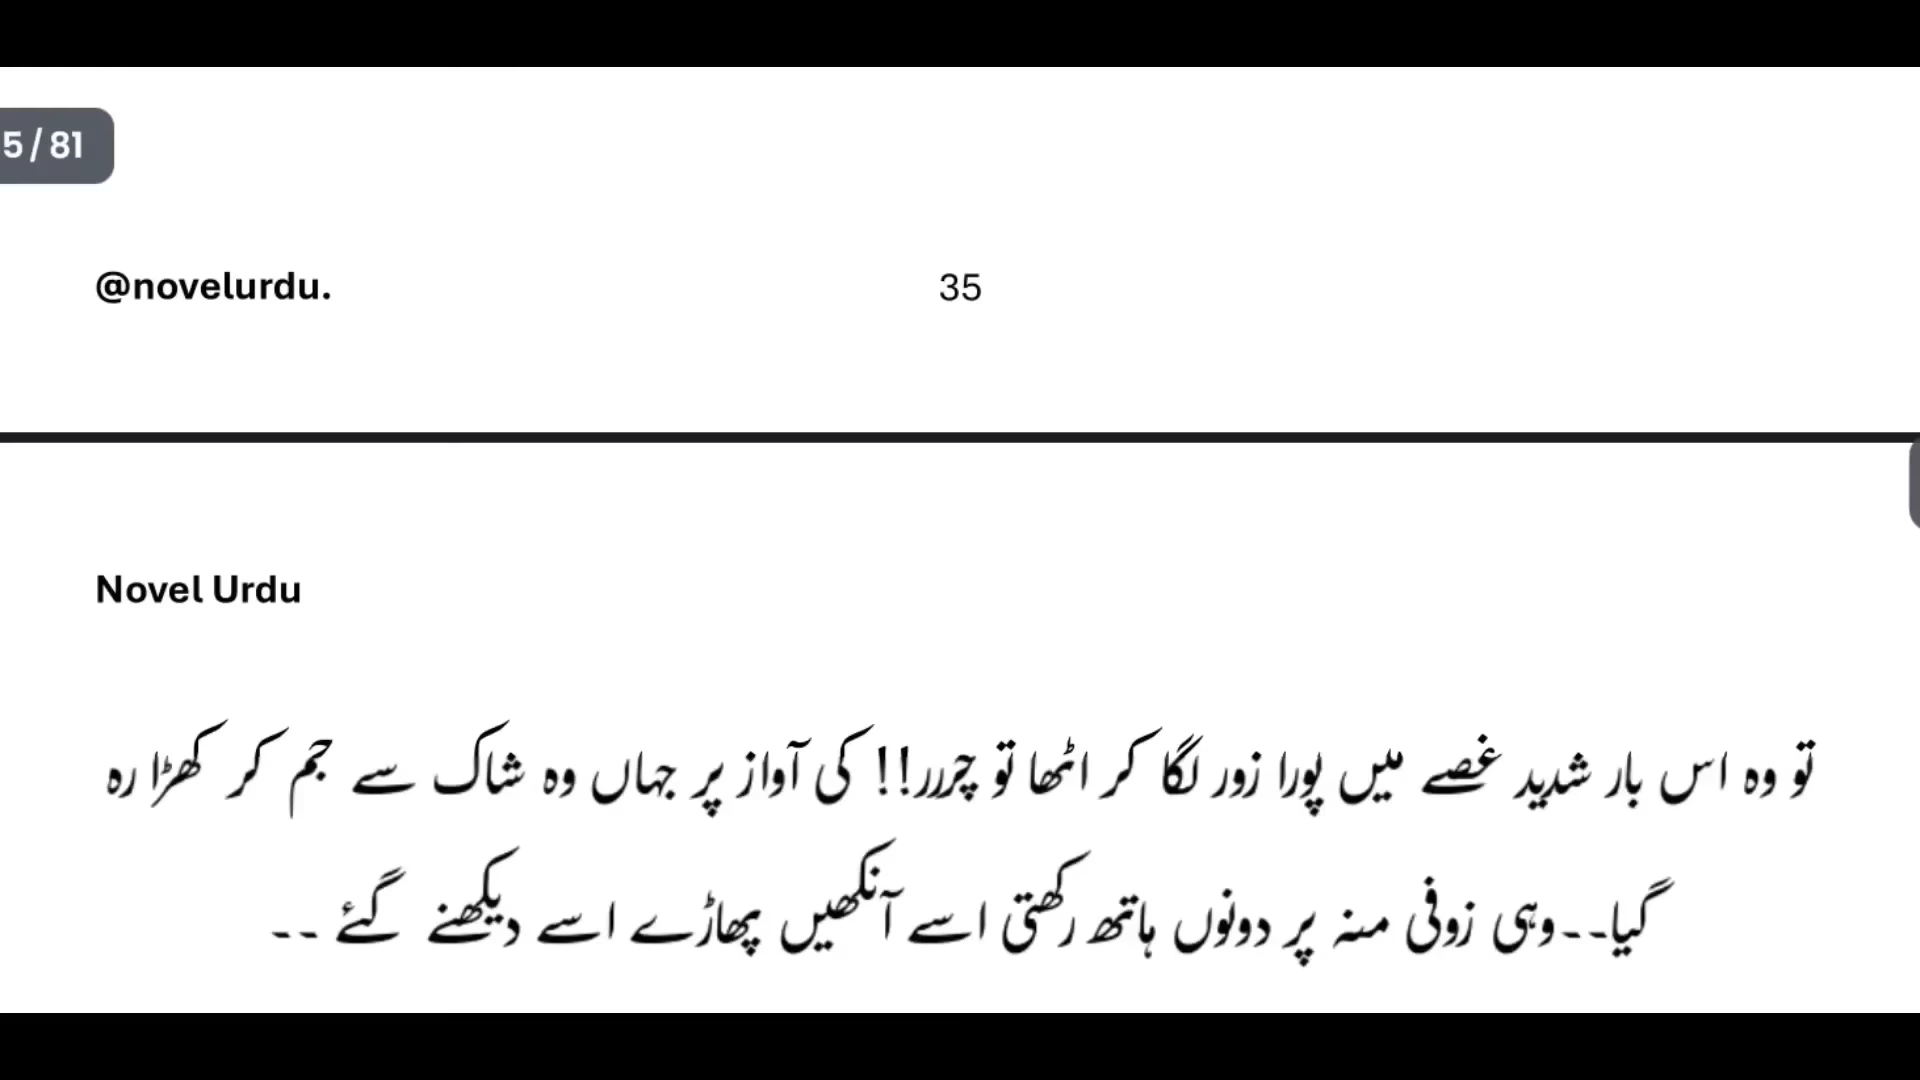 5/81
@novelurdu.
35
Novel Urdu
تو وہ اس بار شدید غصے میں پورا زور لگا کر اٹھا تو چررر!! کی آواز پر جہاں وہ شاک سے جم کر کھڑا رہ
گیا۔۔وہی زوفی منہ پر دونوں ہاتھ رکھتی اسے آنکھیں پھاڑے اسے دیکھنے گئے ۔۔